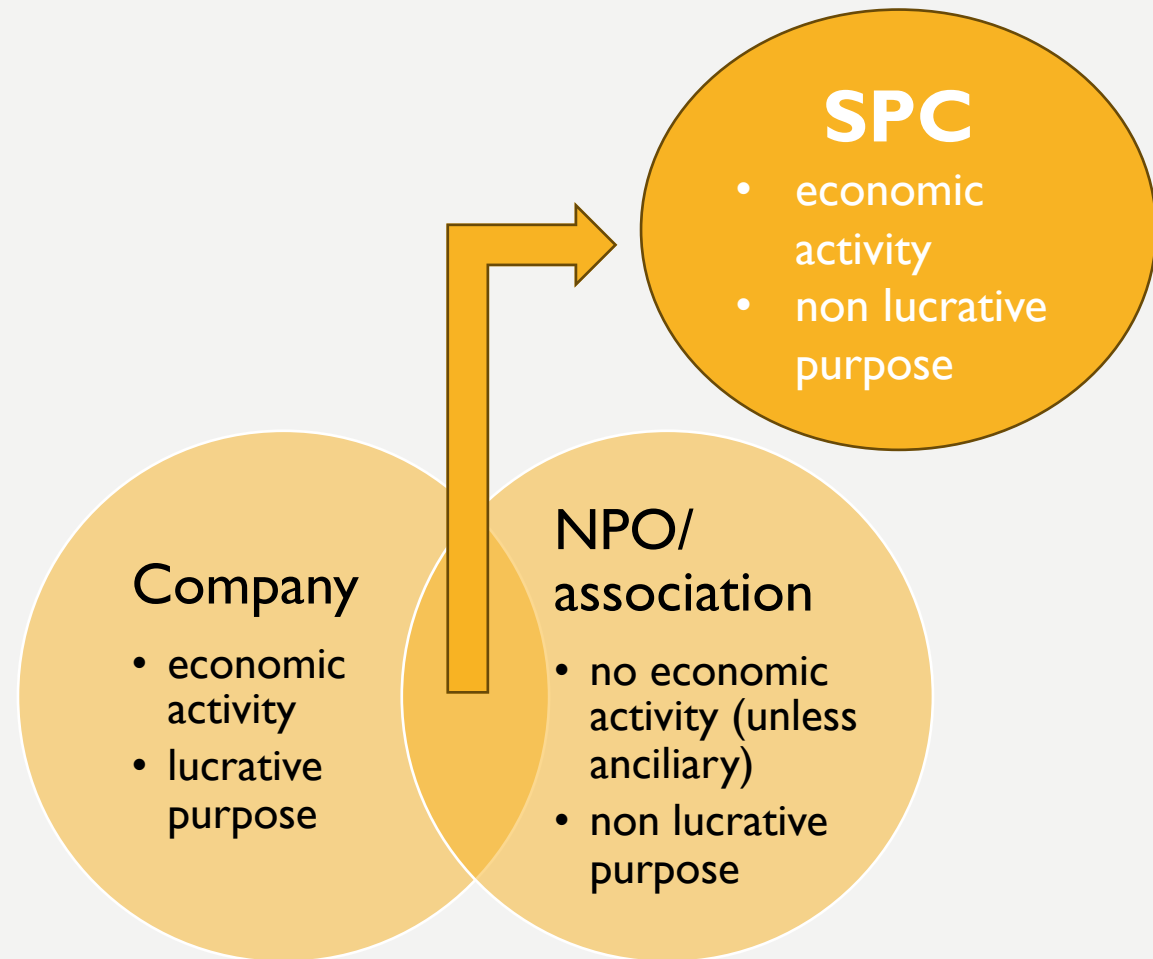 SPC
• economic
activity
• non lucrative
purpose
Company
• economic
activity
• lucrative
purpose
NPO/
association
• no economic
activity (unless
anciliary)
• non lucrative
purpose